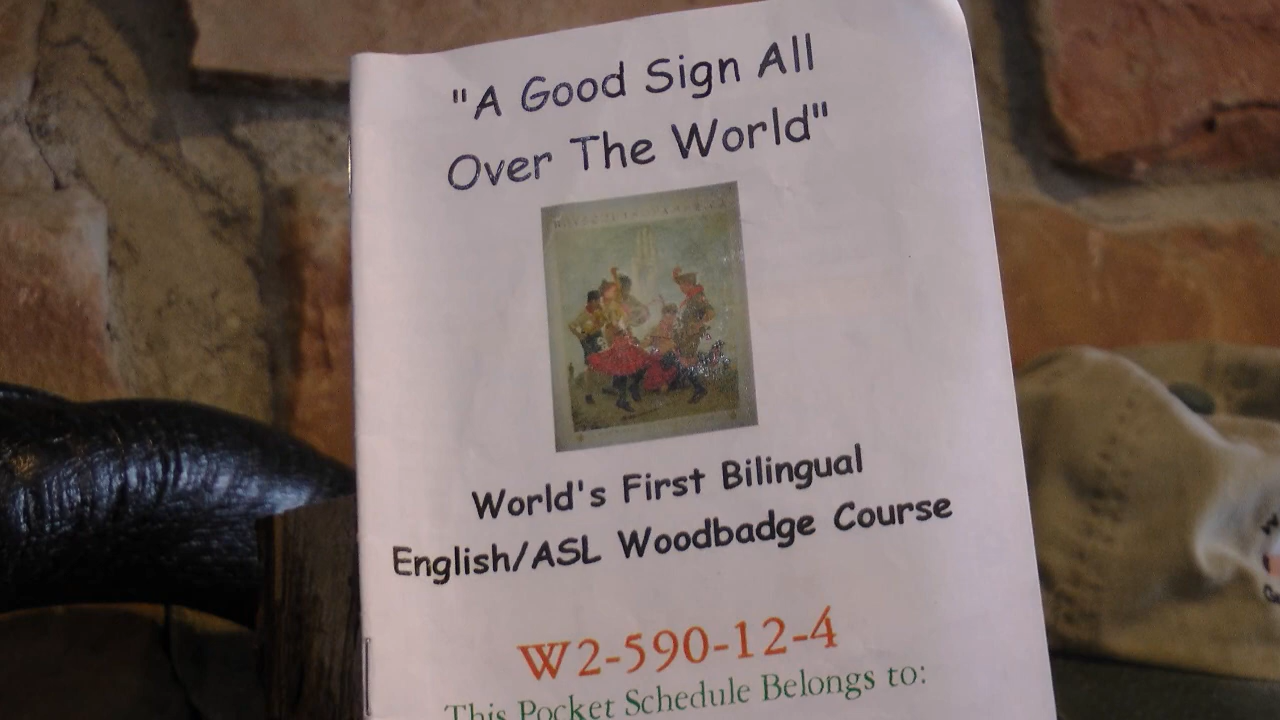 "A Good Sign All
Over The World"
World's First Bilingual
English/ASL Woodbadge Course
W2-590-12-4
This Pocket Schedule Belongs to: